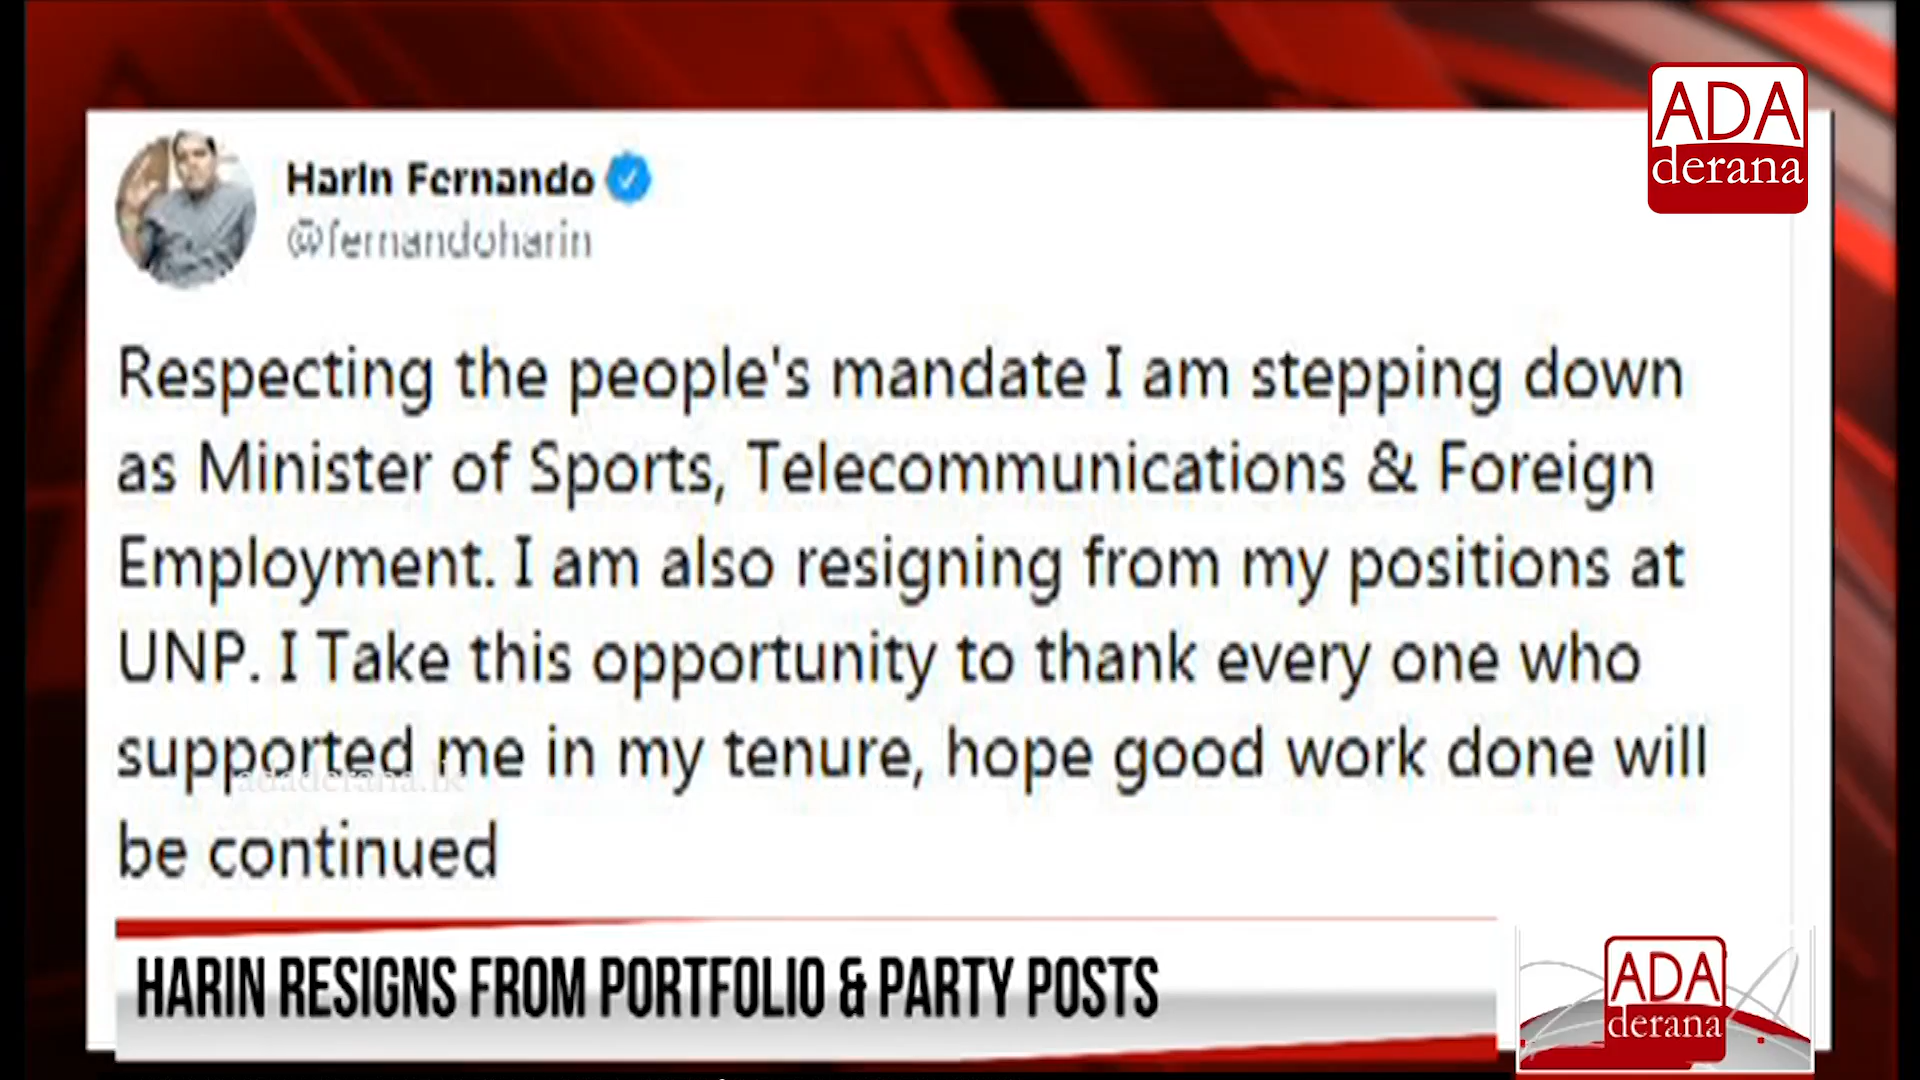 ADA
derana
Harin Fernando
@fernandoharin
Respecting the people's mandate I am stepping down
as Minister of Sports, Telecommunications & Foreign
Employment. I am also resigning from my positions at
UNP. I Take this opportunity to thank every one who
supported me in my tenure, hope good work done will
adaderana.lk
be continued
HARIN RESIGNS FROM PORTFOLIO & PARTY POSTS
ADA
derana